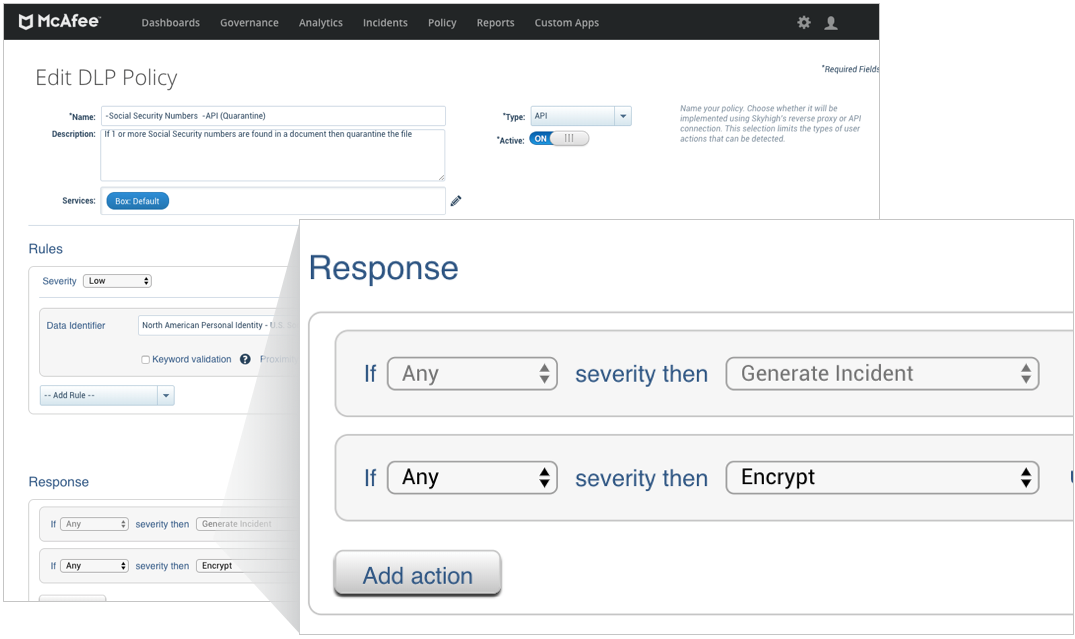 McAfee™
Dashboards Governance Analytics Incidents Policy Reports Custom Apps
Edit DLP Policy
*Required Fields
*Name: -Social Security Numbers -API (Quarantine)
*Type: API
Description: If 1 or more Social Security numbers are found in a document then quarantine the file
*Active: ON
Name your policy. Choose whether it will be
implemented using Skyhigh's reverse proxy or API
connection. This selection limits the types of user
actions that can be detected.
Services: Box: Default
Rules
Severity Low
Data Identifier North American Personal Identity - U.S.
Keyword validation ?
-- Add Rule --
Response
If Any severity then Generate Incident
If Any severity then Encrypt
Response
If Any severity then Generate Incident
If Any severity then Encrypt
Add action